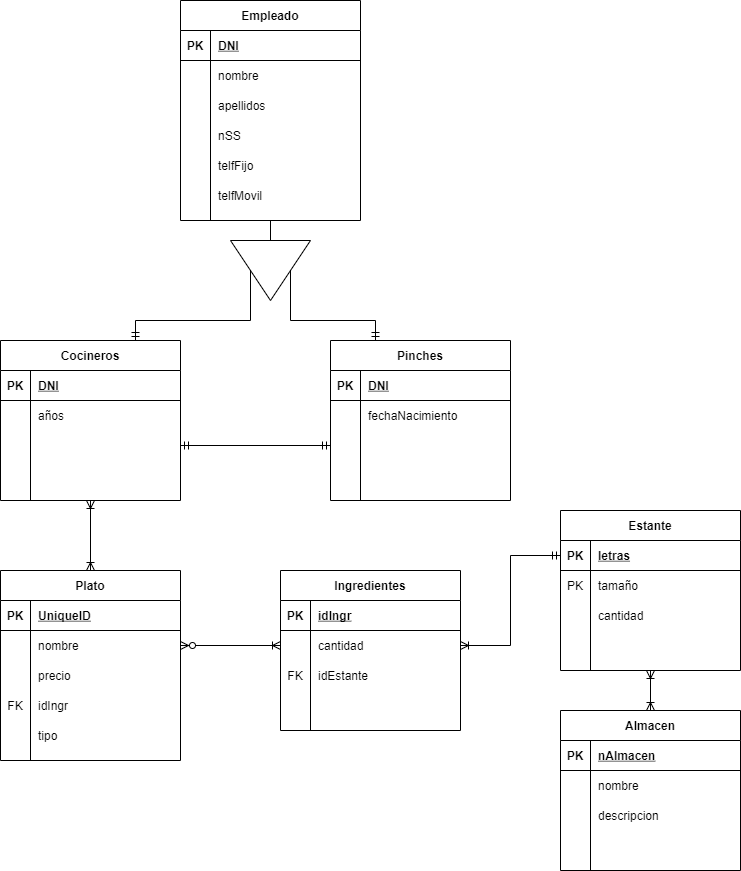 Empleado
PK DNI
nombre
apellidos
nSS
telfFijo
telfMovil
Cocineros
PK DNI
años
Pinches
PK DNI
fechaNacimiento
Plato
PK UniqueID
nombre
precio
FK idIngr
tipo
Ingredientes
PK idIngr
cantidad
FK idEstante
Estante
PK letras
PK tamaño
cantidad
Almacen
PK nAlmacen
nombre
descripcion